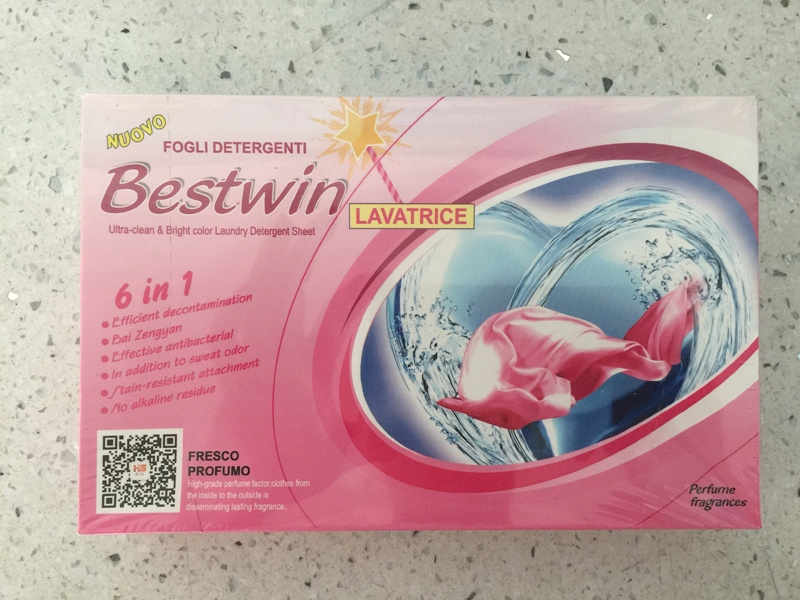 NUOVO
FOGLI DETERGENTI
Bestwin
LAVATRICE
Ultra-clean & Bright color Laundry Detergent Sheet
6 in 1
Efficient decontamination
Bai Zengyan
Effective antibacterial
In addition to sweat odor
Stain-resistant attachment
No alkaline residue
FRESCO
PROFUMO
High-grade perfume factor,clothes from
the inside to the outside is
disseminating lasting fragrance.
Perfume
fragrances